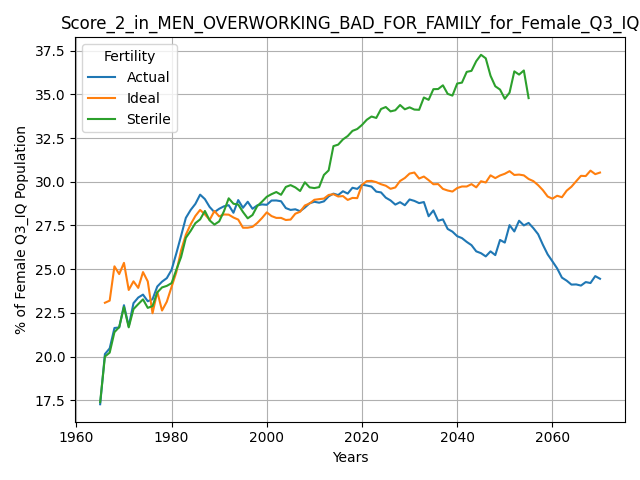 Score_2_in_MEN_OVERWORKING_BAD_FOR_FAMILY_for_Female_Q3_IQ
Fertility
Actual
Ideal
Sterile
% of Female Q3_IQ Population
37.5
35.0
32.5
30.0
27.5
25.0
22.5
20.0
17.5
1960
1980
2000
2020
2040
2060
Years